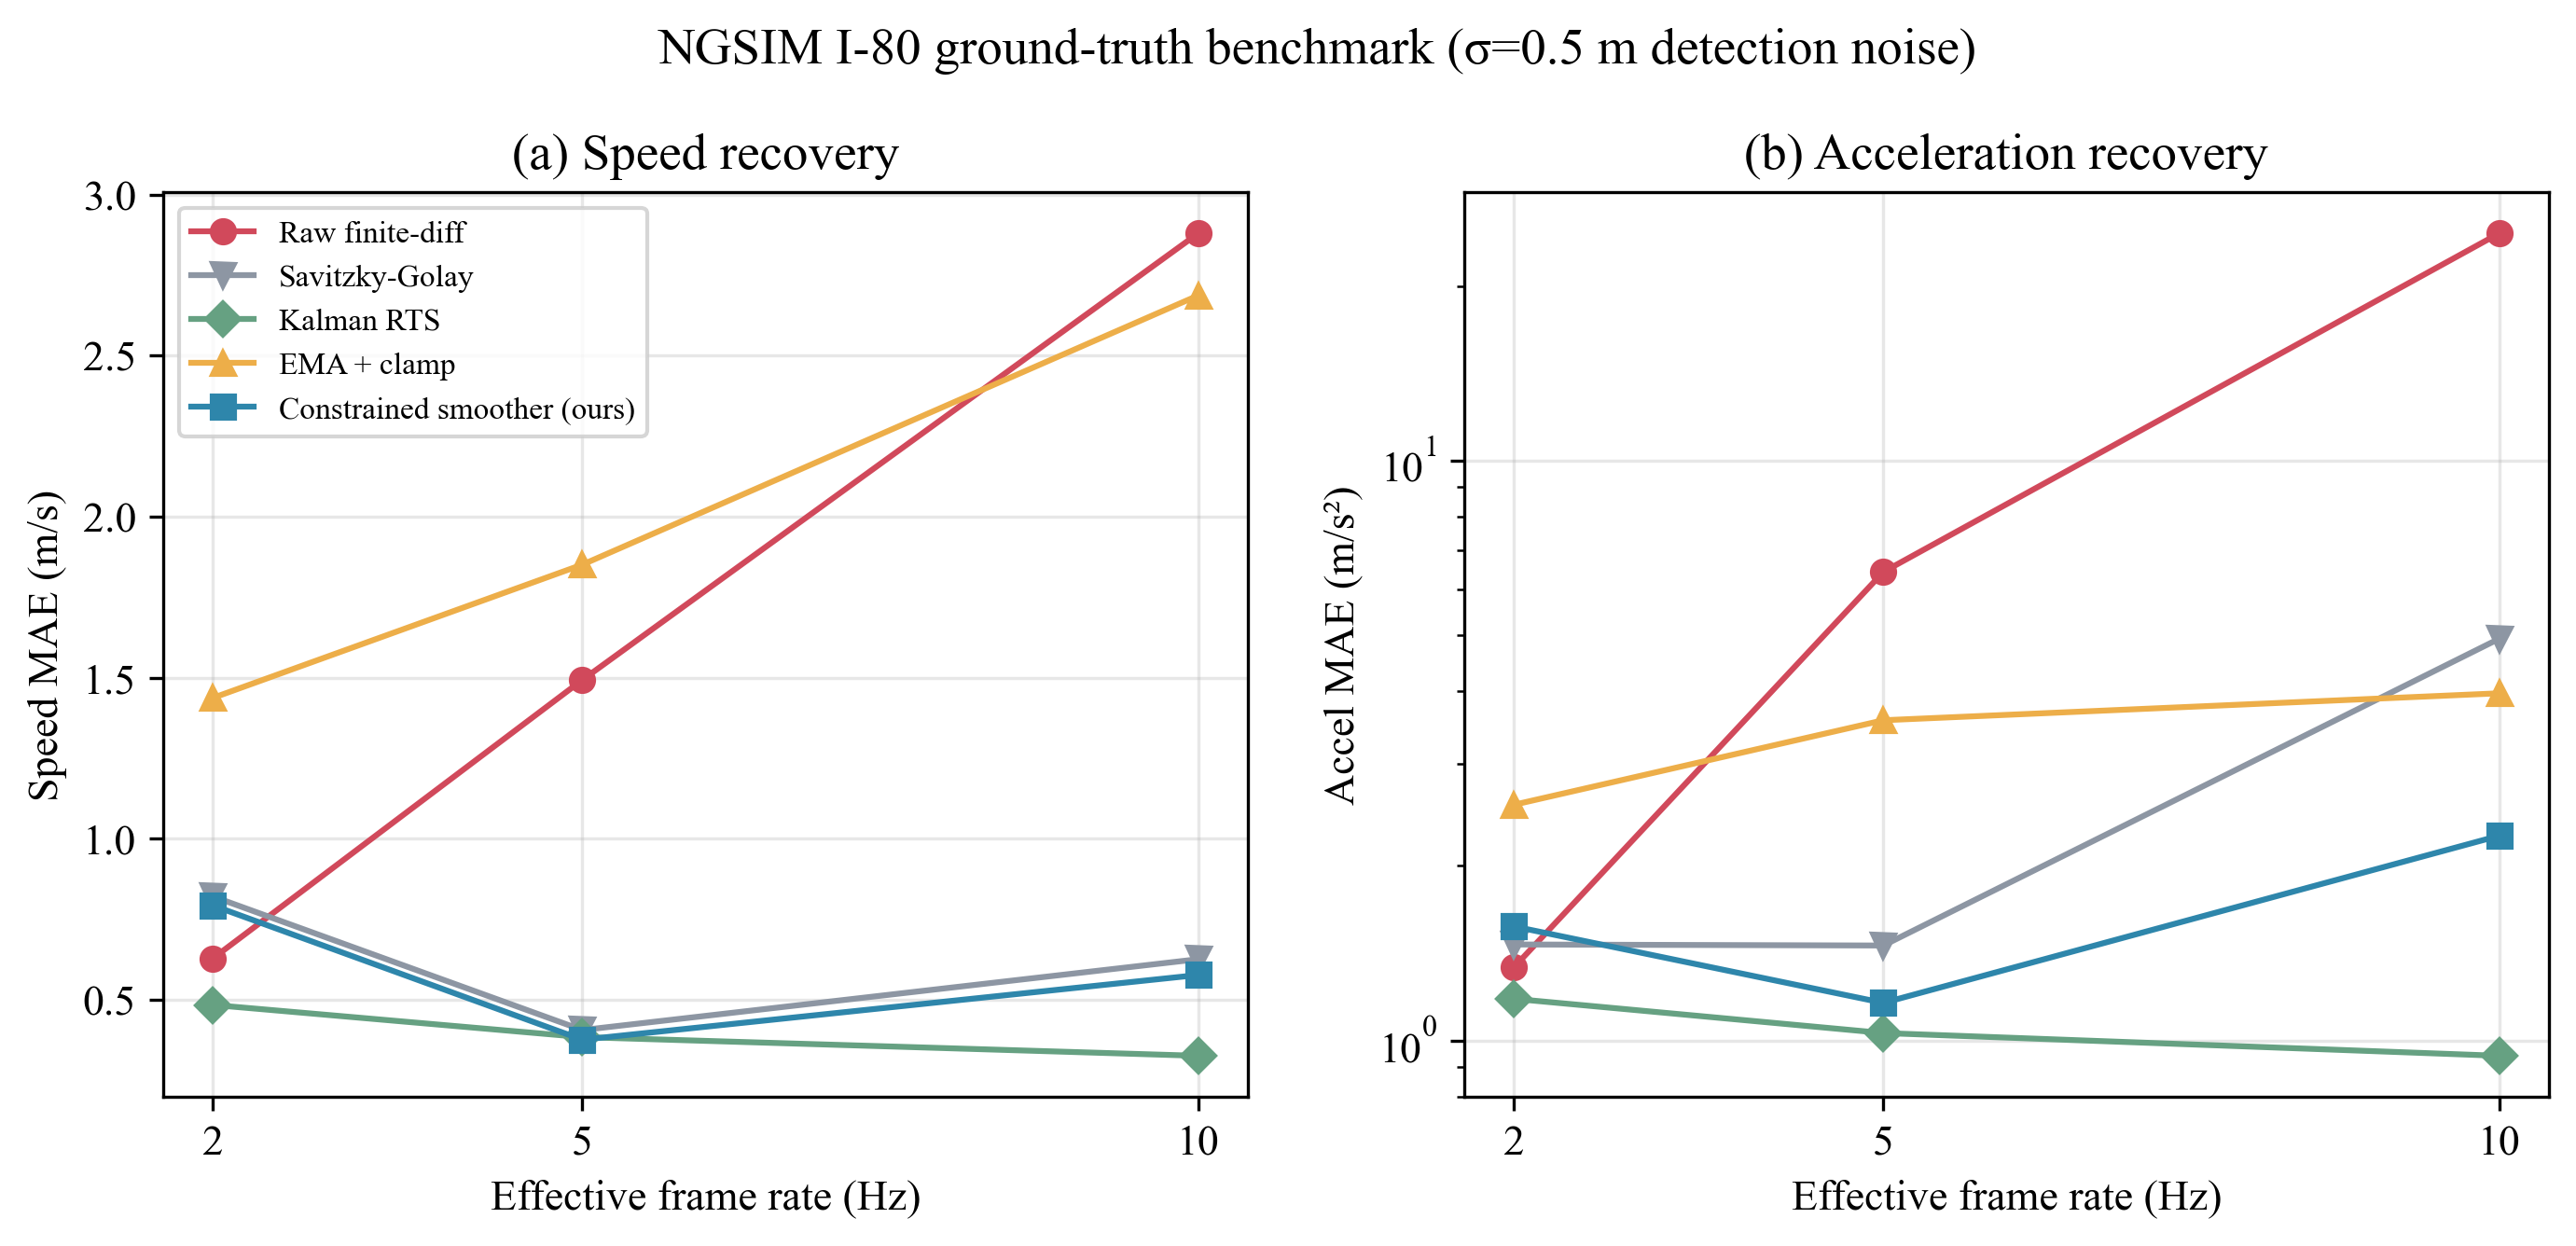 NGSIM I-80 ground-truth benchmark (σ=0.5 m detection noise)
(a) Speed recovery
3.0
2.5
2.0
1.5
1.0
0.5
Speed MAE (m/s)
Raw finite-diff
Savitzky-Golay
Kalman RTS
EMA + clamp
Constrained smoother (ours)
2 5 10
Effective frame rate (Hz)
(b) Acceleration recovery
10¹
10⁰
Accel MAE (m/s²)
2 5 10
Effective frame rate (Hz)